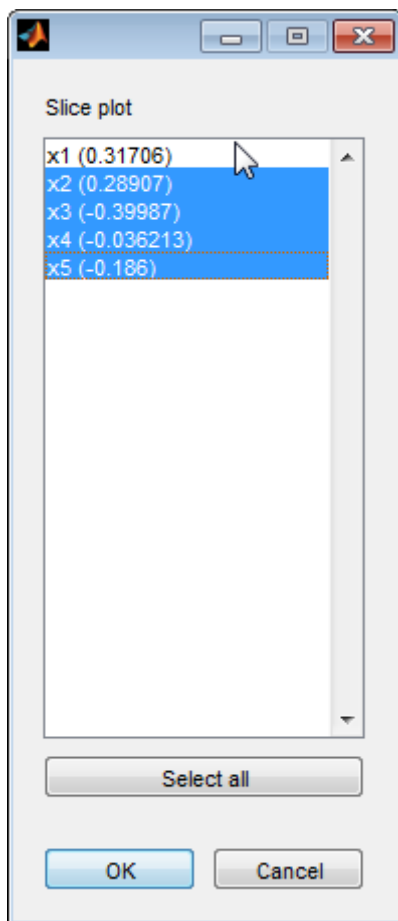 Slice plot
x1 (0.31706)
x2 (0.28907)
x3 (-0.39987)
x4 (-0.036213)
x5 (-0.186)
Select all
OK
Cancel